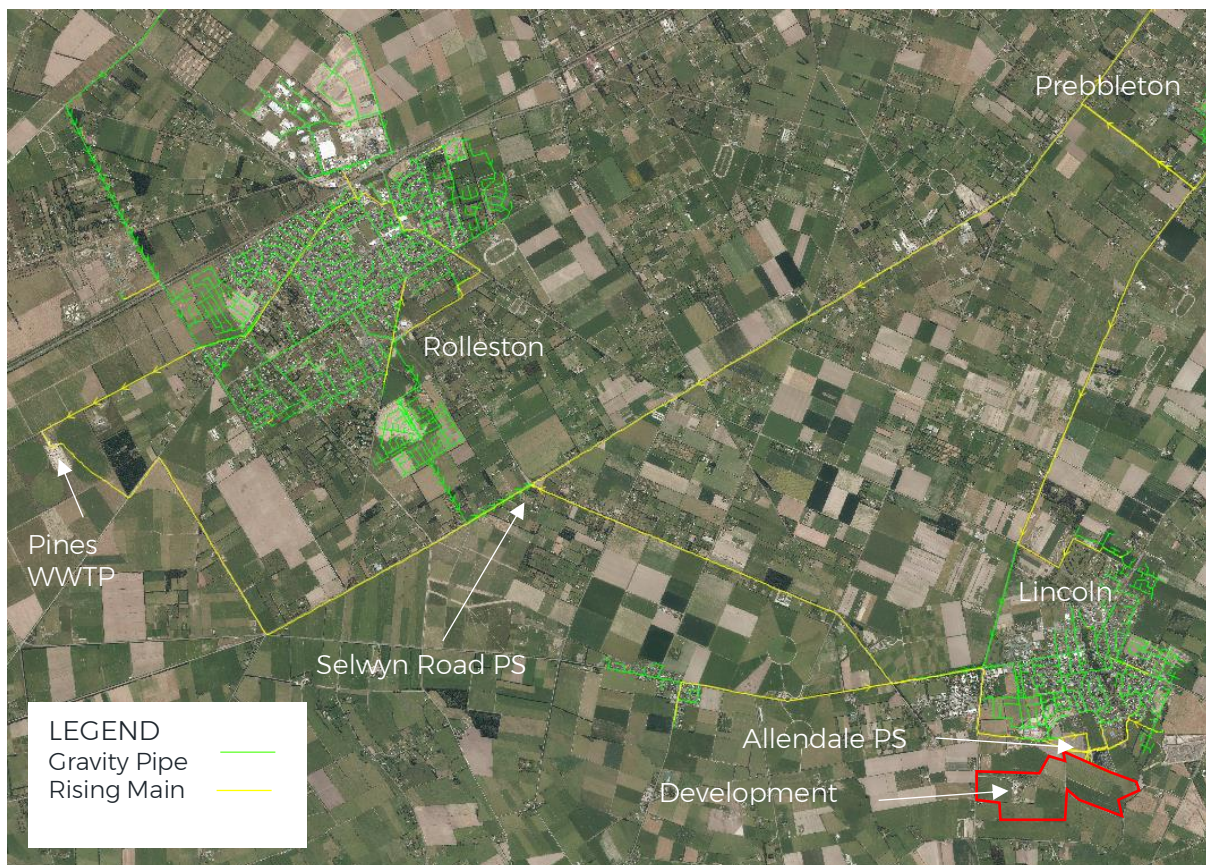 Prebbleton
Rolleston
Pines
WWTP
Lincoln
Selwyn Road PS
LEGEND
Gravity Pipe
Rising Main
Allendale PS
Development